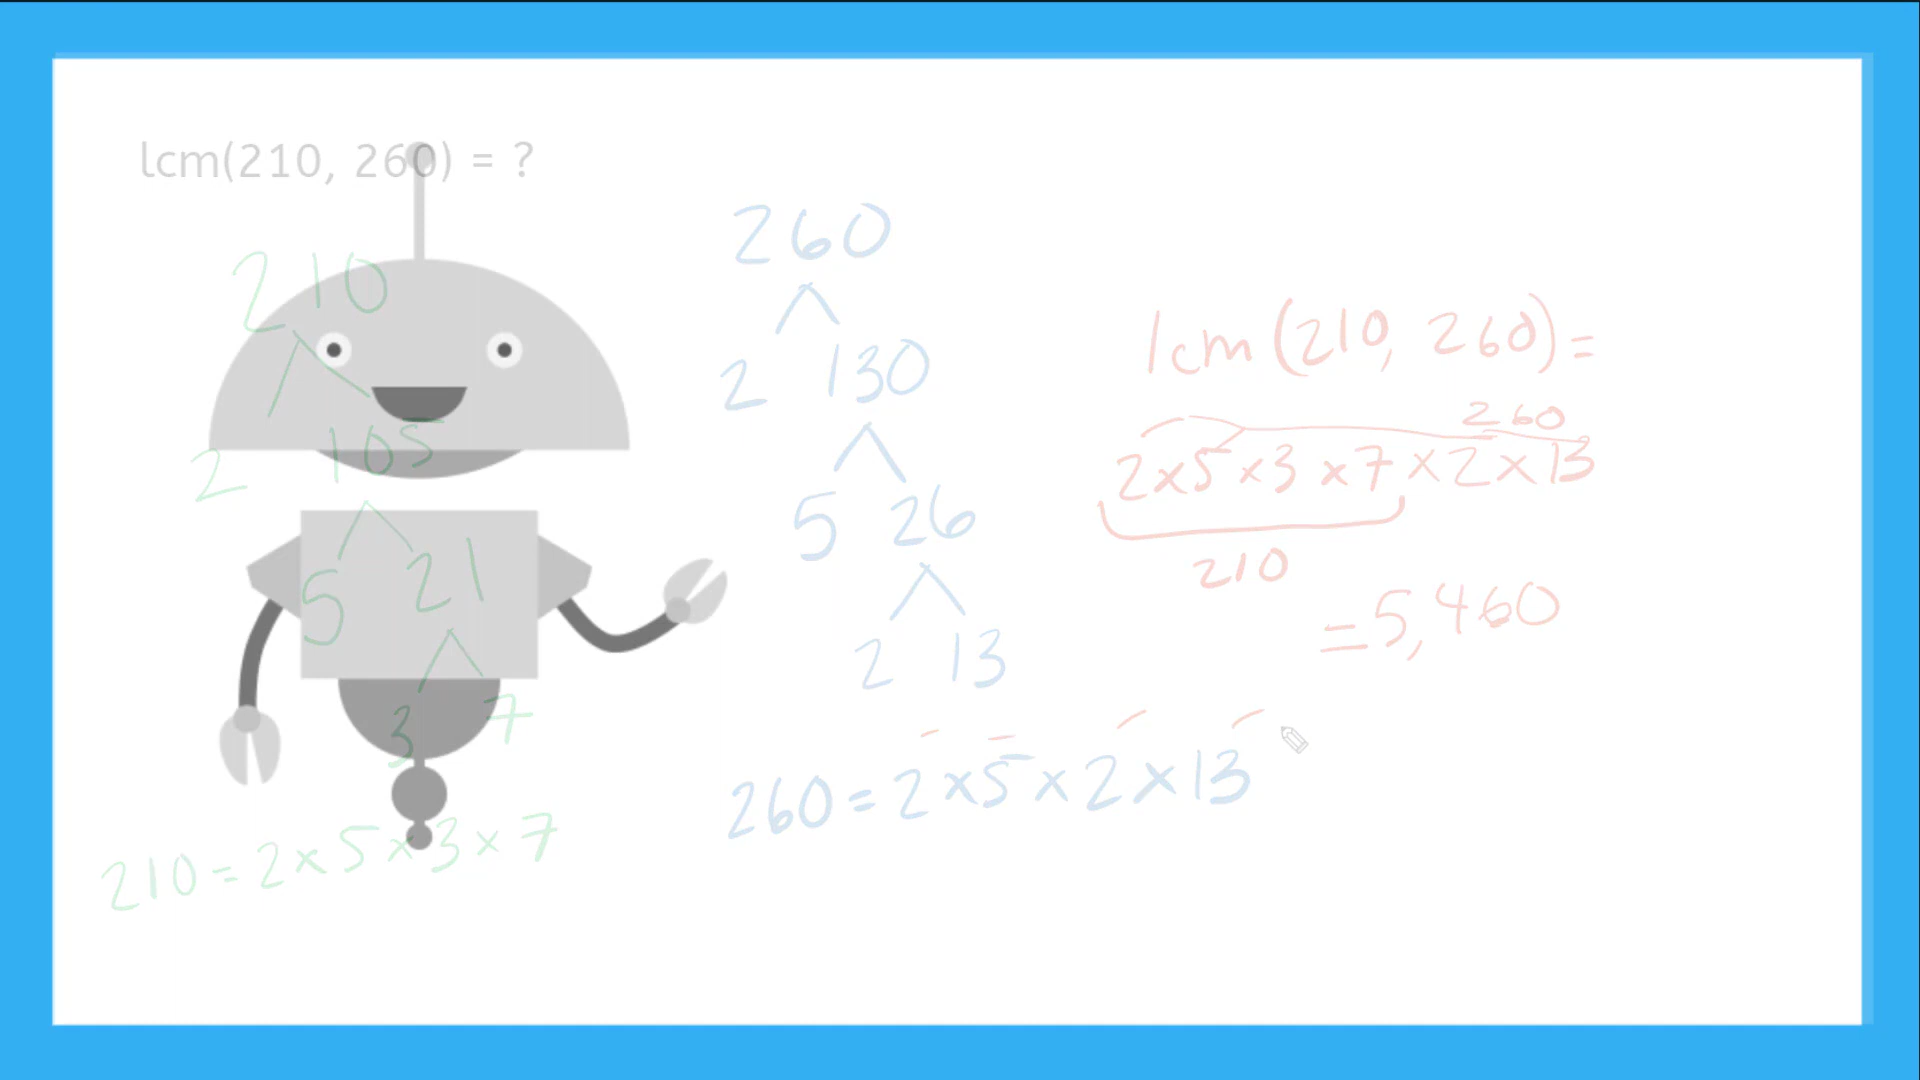 lcm(210, 260) = ?
210
2 105
5 21
3 7
210 = 2 × 5 × 3 × 7
260
2 130
5 26
2 13
260 = 2 × 5 × 2 × 13
lcm (210, 260) =
260
2 × 5 × 3 × 7 × 2 × 13
210
= 5,460